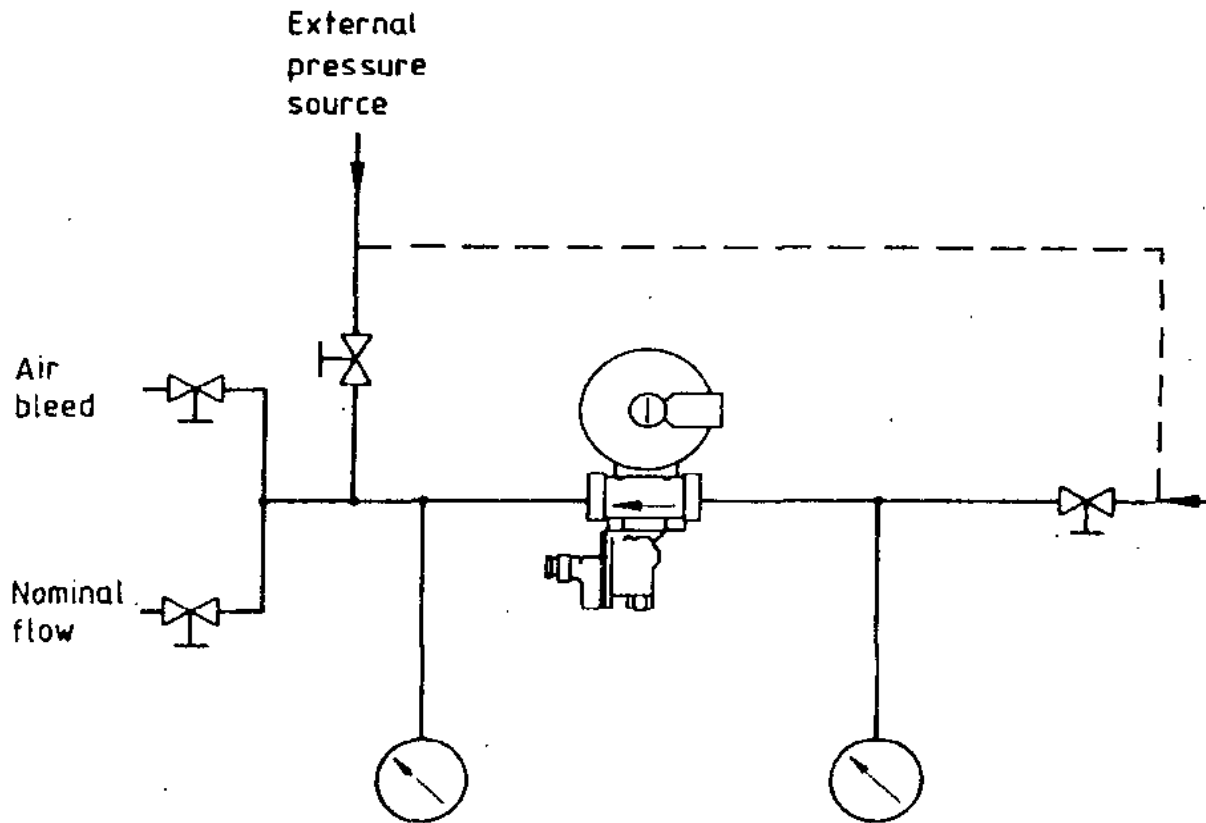 External
pressure
source
Air
bleed
Nominal
flow